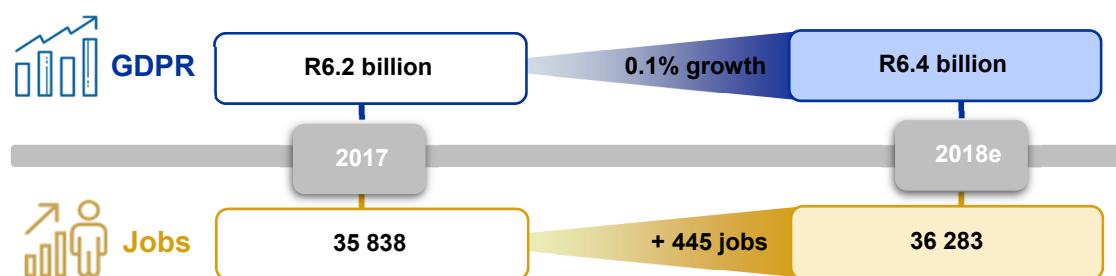 GDPR
R6.2 billion
0.1% growth
R6.4 billion
2017
2018e
Jobs
35 838
+ 445 jobs
36 283